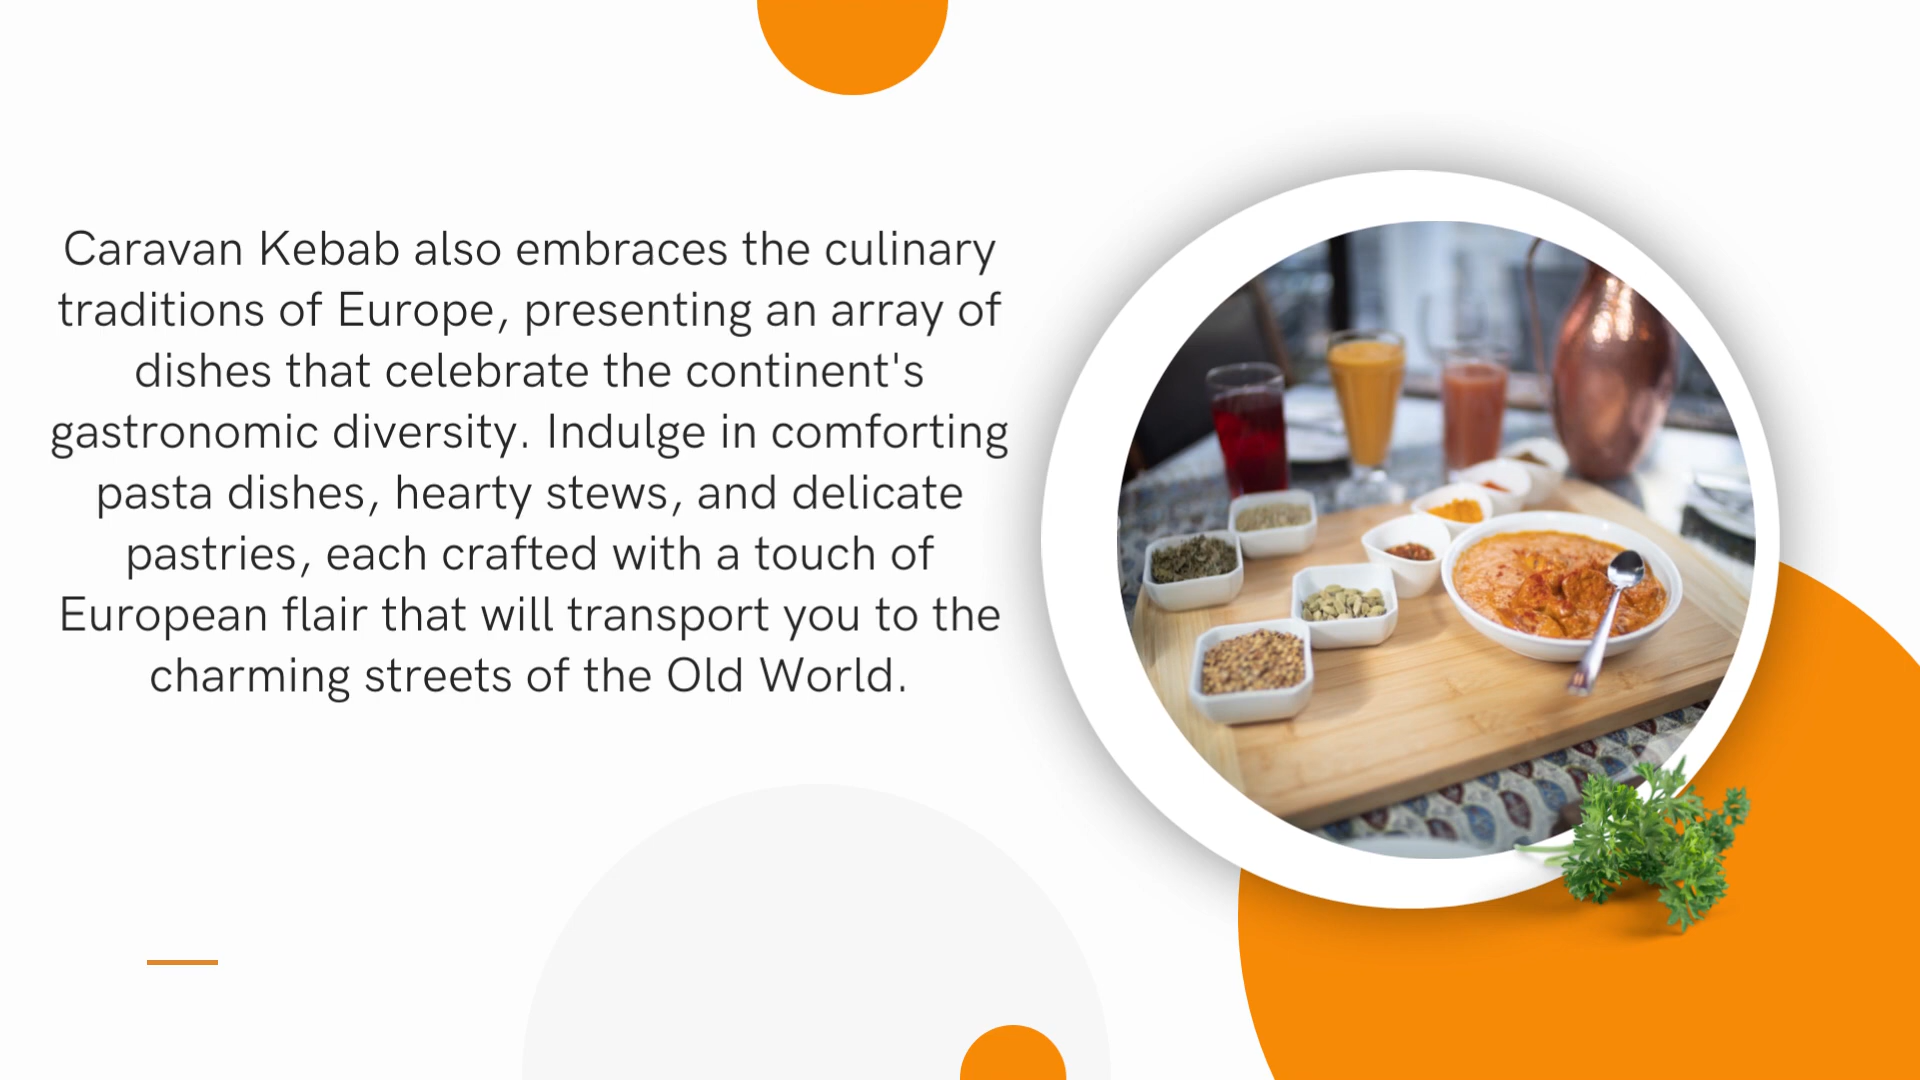 Caravan Kebab also embraces the culinary
traditions of Europe, presenting an array of
dishes that celebrate the continent's
gastronomic diversity. Indulge in comforting
pasta dishes, hearty stews, and delicate
pastries, each crafted with a touch of
European flair that will transport you to the
charming streets of the Old World.